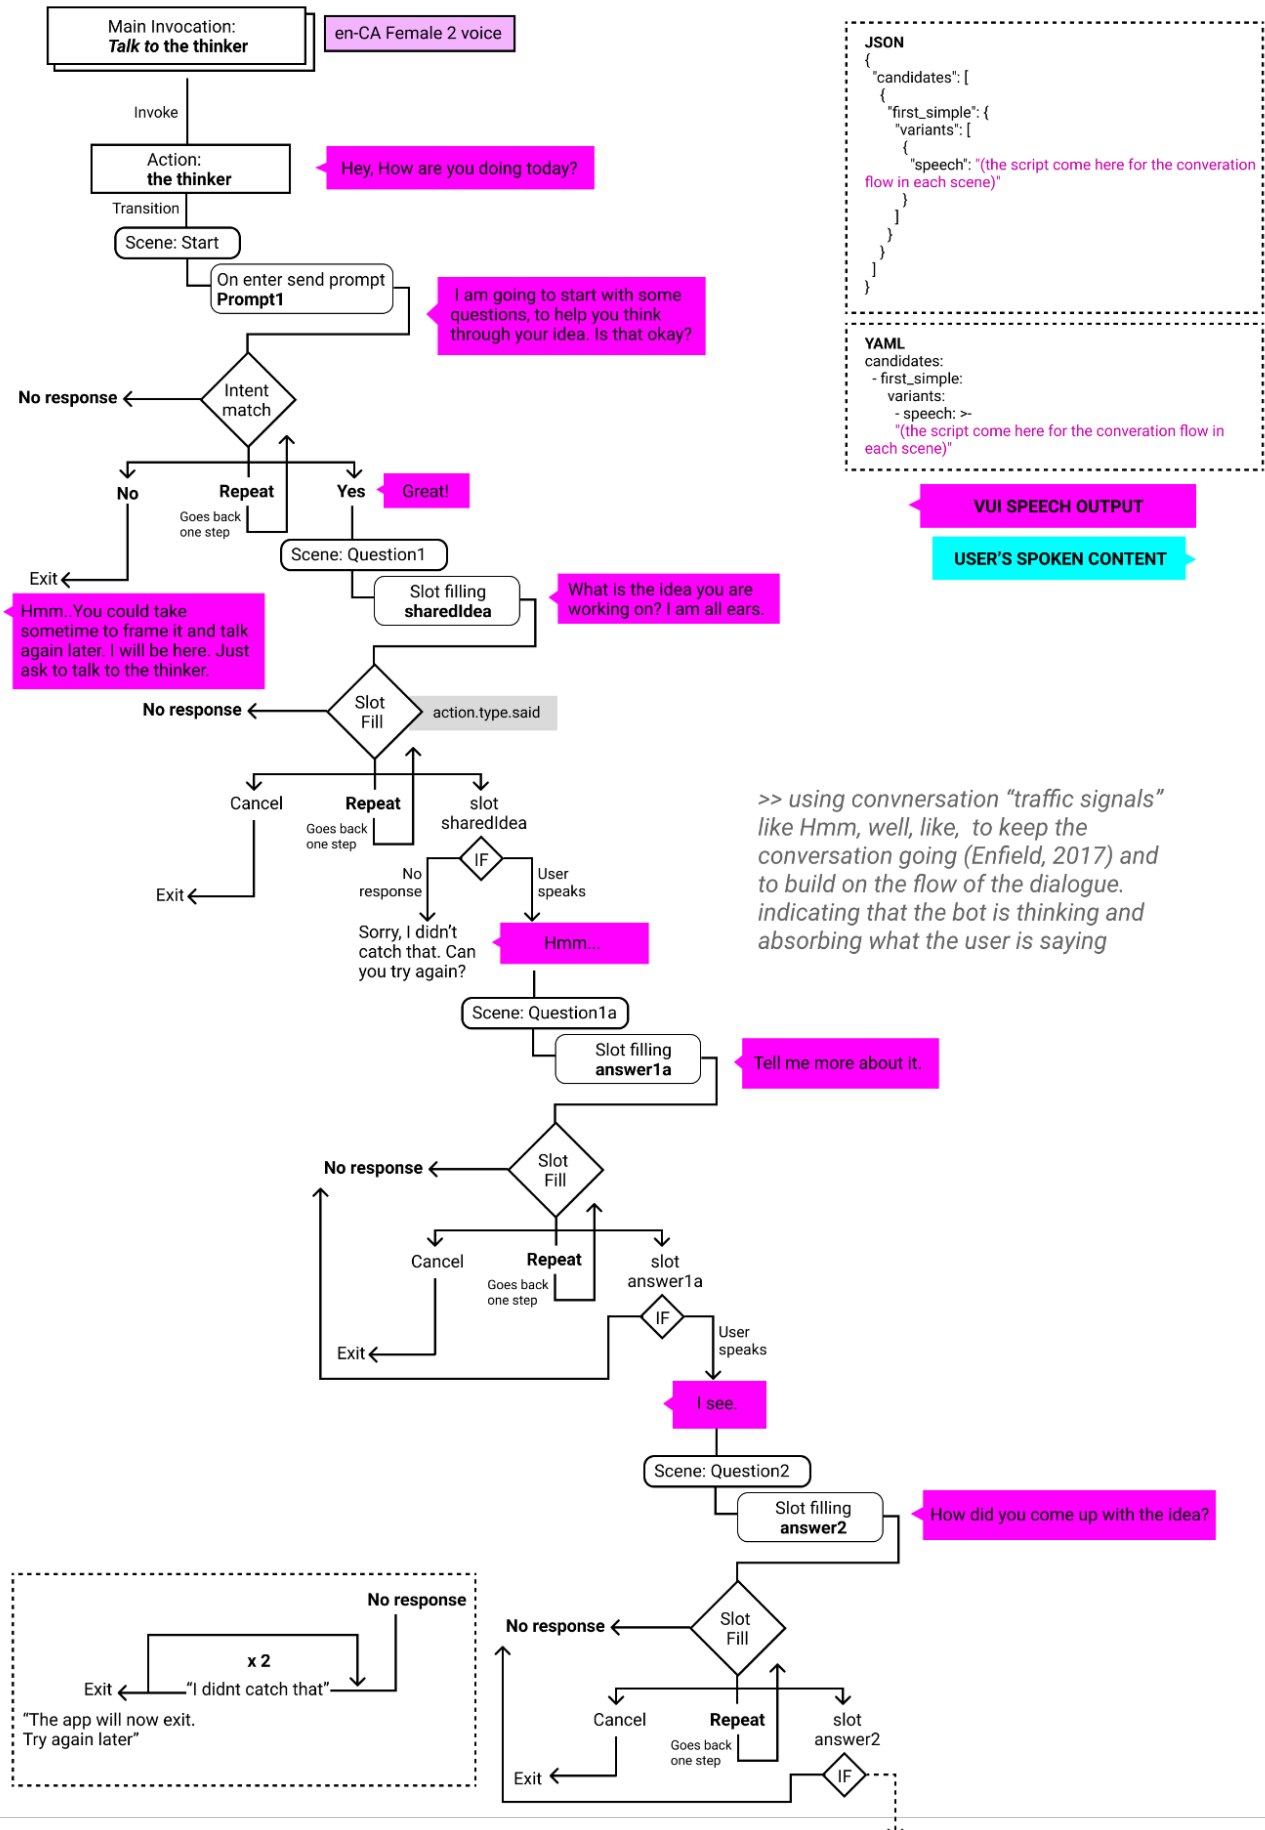 Main Invocation:
Talk to the thinker
en-CA Female 2 voice
Invoke
Action:
the thinker
Hey, How are you doing today?
Transition
Scene: Start
On enter send prompt
Prompt1
I am going to start with some
questions, to help you think
through your idea. Is that okay?
Intent
match
No response
No
Repeat
Yes
Great!
Goes back
one step
Exit
Hmm..You could take
sometime to frame it and talk
again later. I will be here. Just
ask to talk to the thinker.
Scene: Question1
Slot filling
sharedIdea
What is the idea you are
working on? I am all ears.
Slot
Fill
action.type.said
No response
Cancel
Repeat
slot
sharedIdea
Goes back
one step
Exit
IF
No
response
User
speaks
Sorry, I didn't
catch that. Can
you try again?
Hmm...
Scene: Question1a
Slot filling
answer1a
Tell me more about it.
Slot
Fill
No response
Cancel
Repeat
slot
answer1a
Goes back
one step
Exit
IF
User
speaks
I see.
Scene: Question2
Slot filling
answer2
How did you come up with the idea?
Slot
Fill
No response
Cancel
Repeat
slot
answer2
Goes back
one step
Exit
IF
JSON
{
"candidates": [
{
"first_simple": {
"variants": [
{
"speech": "(the script come here for the converation
flow in each scene)"
}
]
}
}
]
}
YAML
candidates:
- first_simple:
variants:
- speech: >-
"(the script come here for the converation flow in
each scene)"
VUI SPEECH OUTPUT
USER'S SPOKEN CONTENT
>> using convnersation “traffic signals”
like Hmm, well, like, to keep the
conversation going (Enfield, 2017) and
to build on the flow of the dialogue.
indicating that the bot is thinking and
absorbing what the user is saying
No response
x 2
Exit
“I didnt catch that”
“The app will now exit.
Try again later”